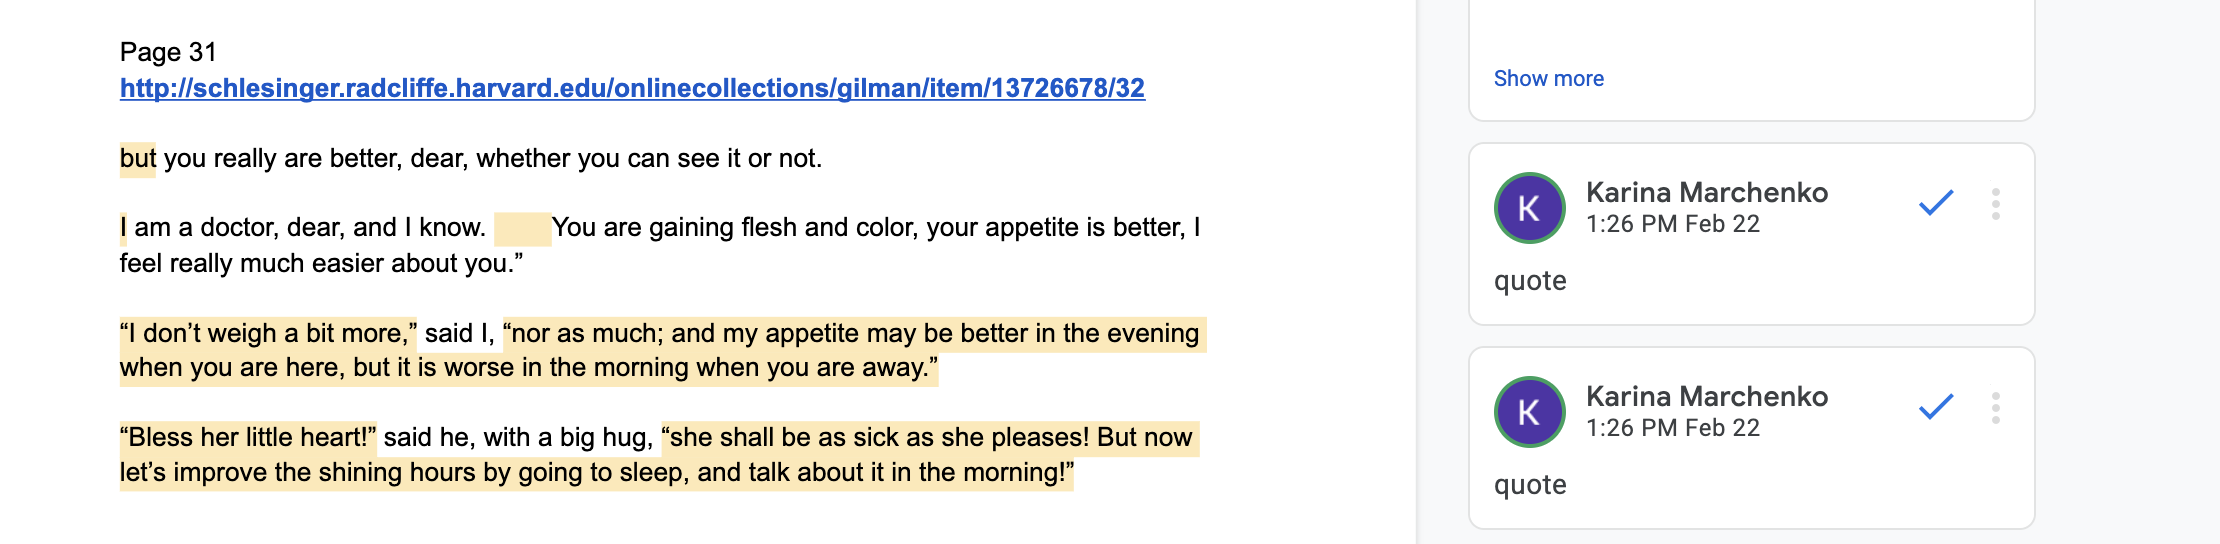 Page 31
http://schlesinger.radcliffe.harvard.edu/onlinecollections/gilman/item/13726678/32
but you really are better, dear, whether you can see it or not.
I am a doctor, dear, and I know. You are gaining flesh and color, your appetite is better, I
feel really much easier about you.”
“I don’t weigh a bit more,” said I, “nor as much; and my appetite may be better in the evening
when you are here, but it is worse in the morning when you are away.”
“Bless her little heart!” said he, with a big hug, “she shall be as sick as she pleases! But now
let’s improve the shining hours by going to sleep, and talk about it in the morning!”
Show more
K
Karina Marchenko
1:26 PM Feb 22
quote
K
Karina Marchenko
1:26 PM Feb 22
quote